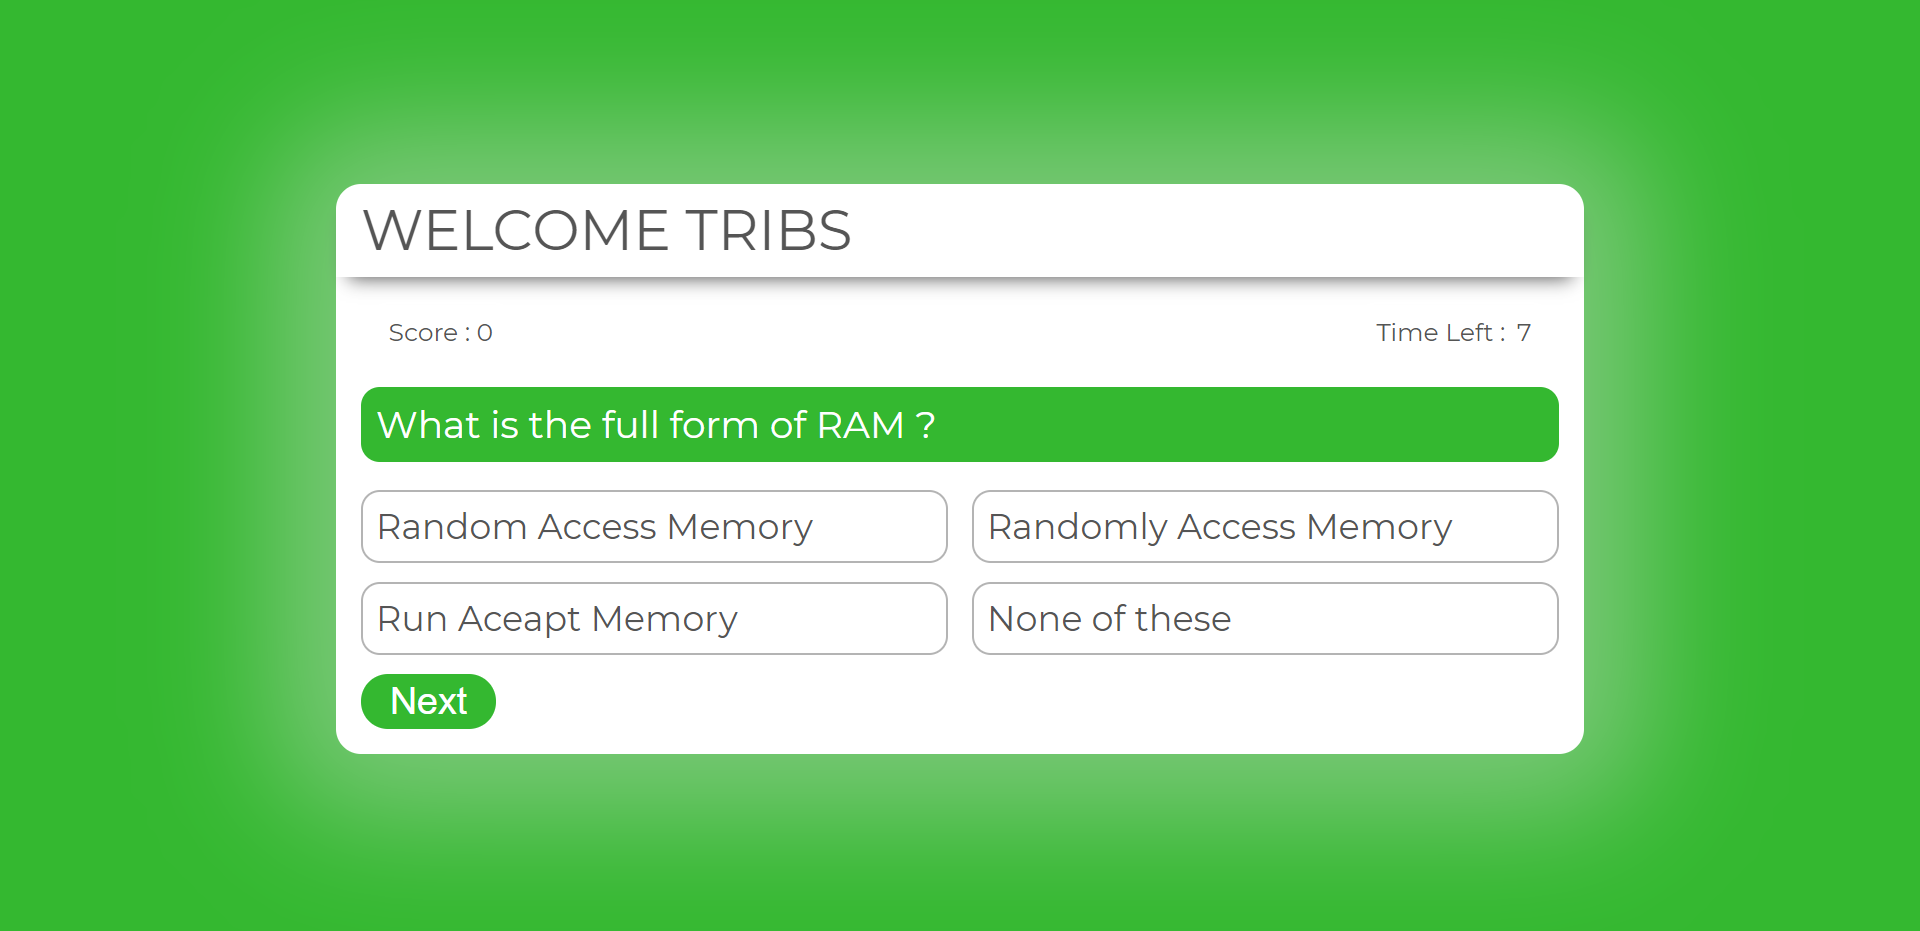 WELCOME TRIBS
Score : 0
Time Left : 7
What is the full form of RAM ?
Random Access Memory
Randomly Access Memory
Run Aceapt Memory
None of these
Next